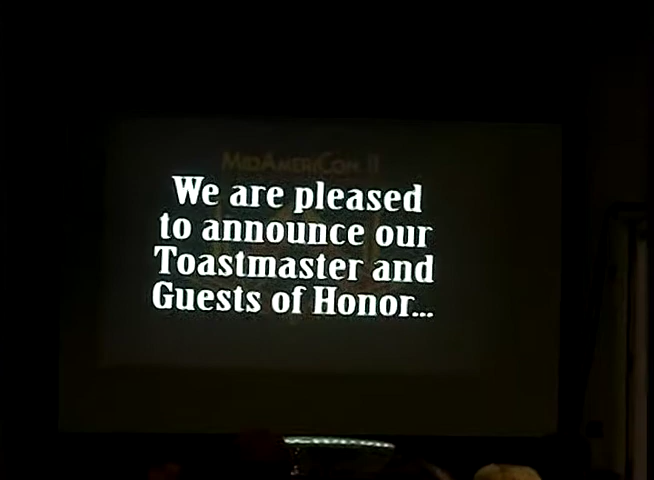 MidAmeriCon II
We are pleased
to announce our
Toastmaster and
Guests of Honor...